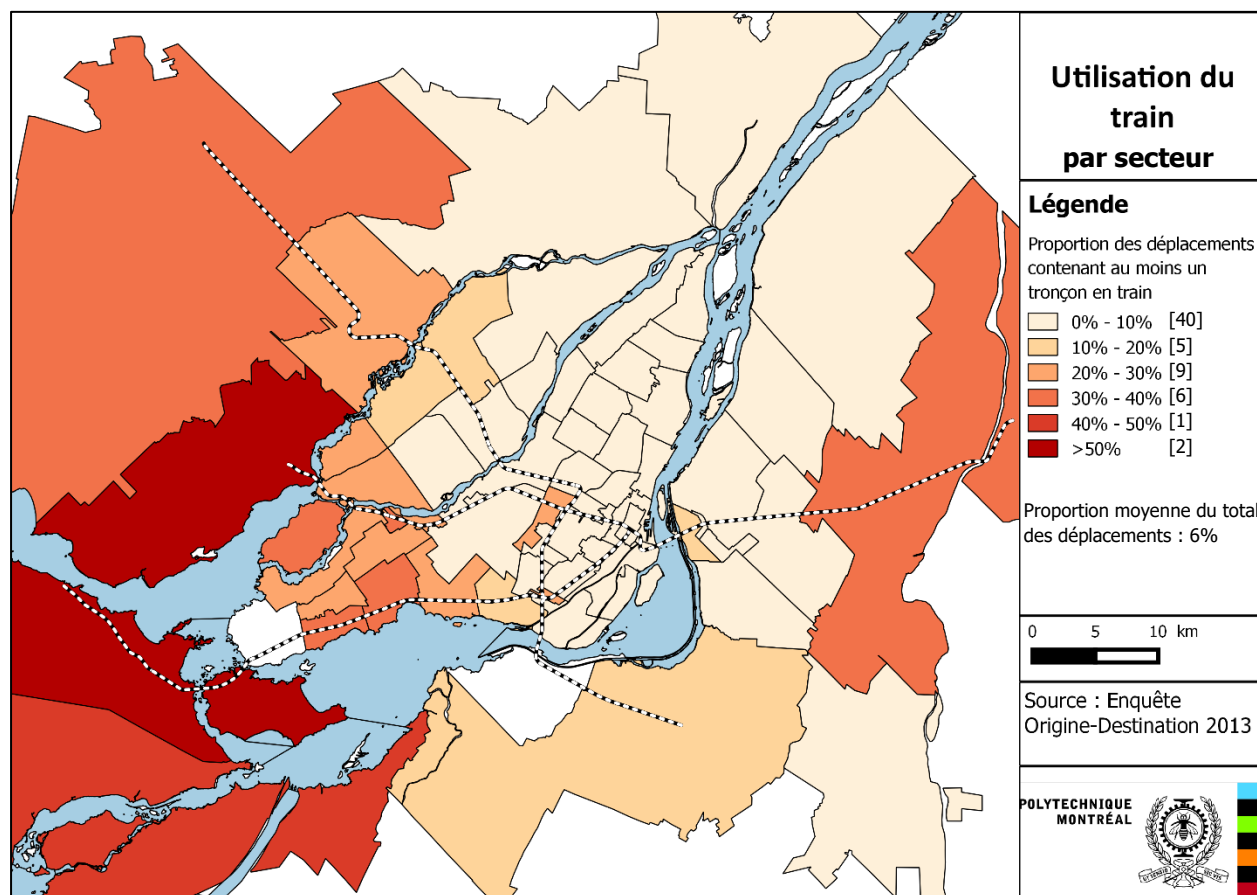 Utilisation du
train
par secteur
Légende
Proportion des déplacements
contenant au moins un
tronçon en train
0% - 10% [40]
10% - 20% [5]
20% - 30% [9]
30% - 40% [6]
40% - 50% [1]
>50% [2]
Proportion moyenne du total
des déplacements : 6%
0 5 10 km
Source : Enquête
Origine-Destination 2013
POLYTECHNIQUE
MONTRÉAL